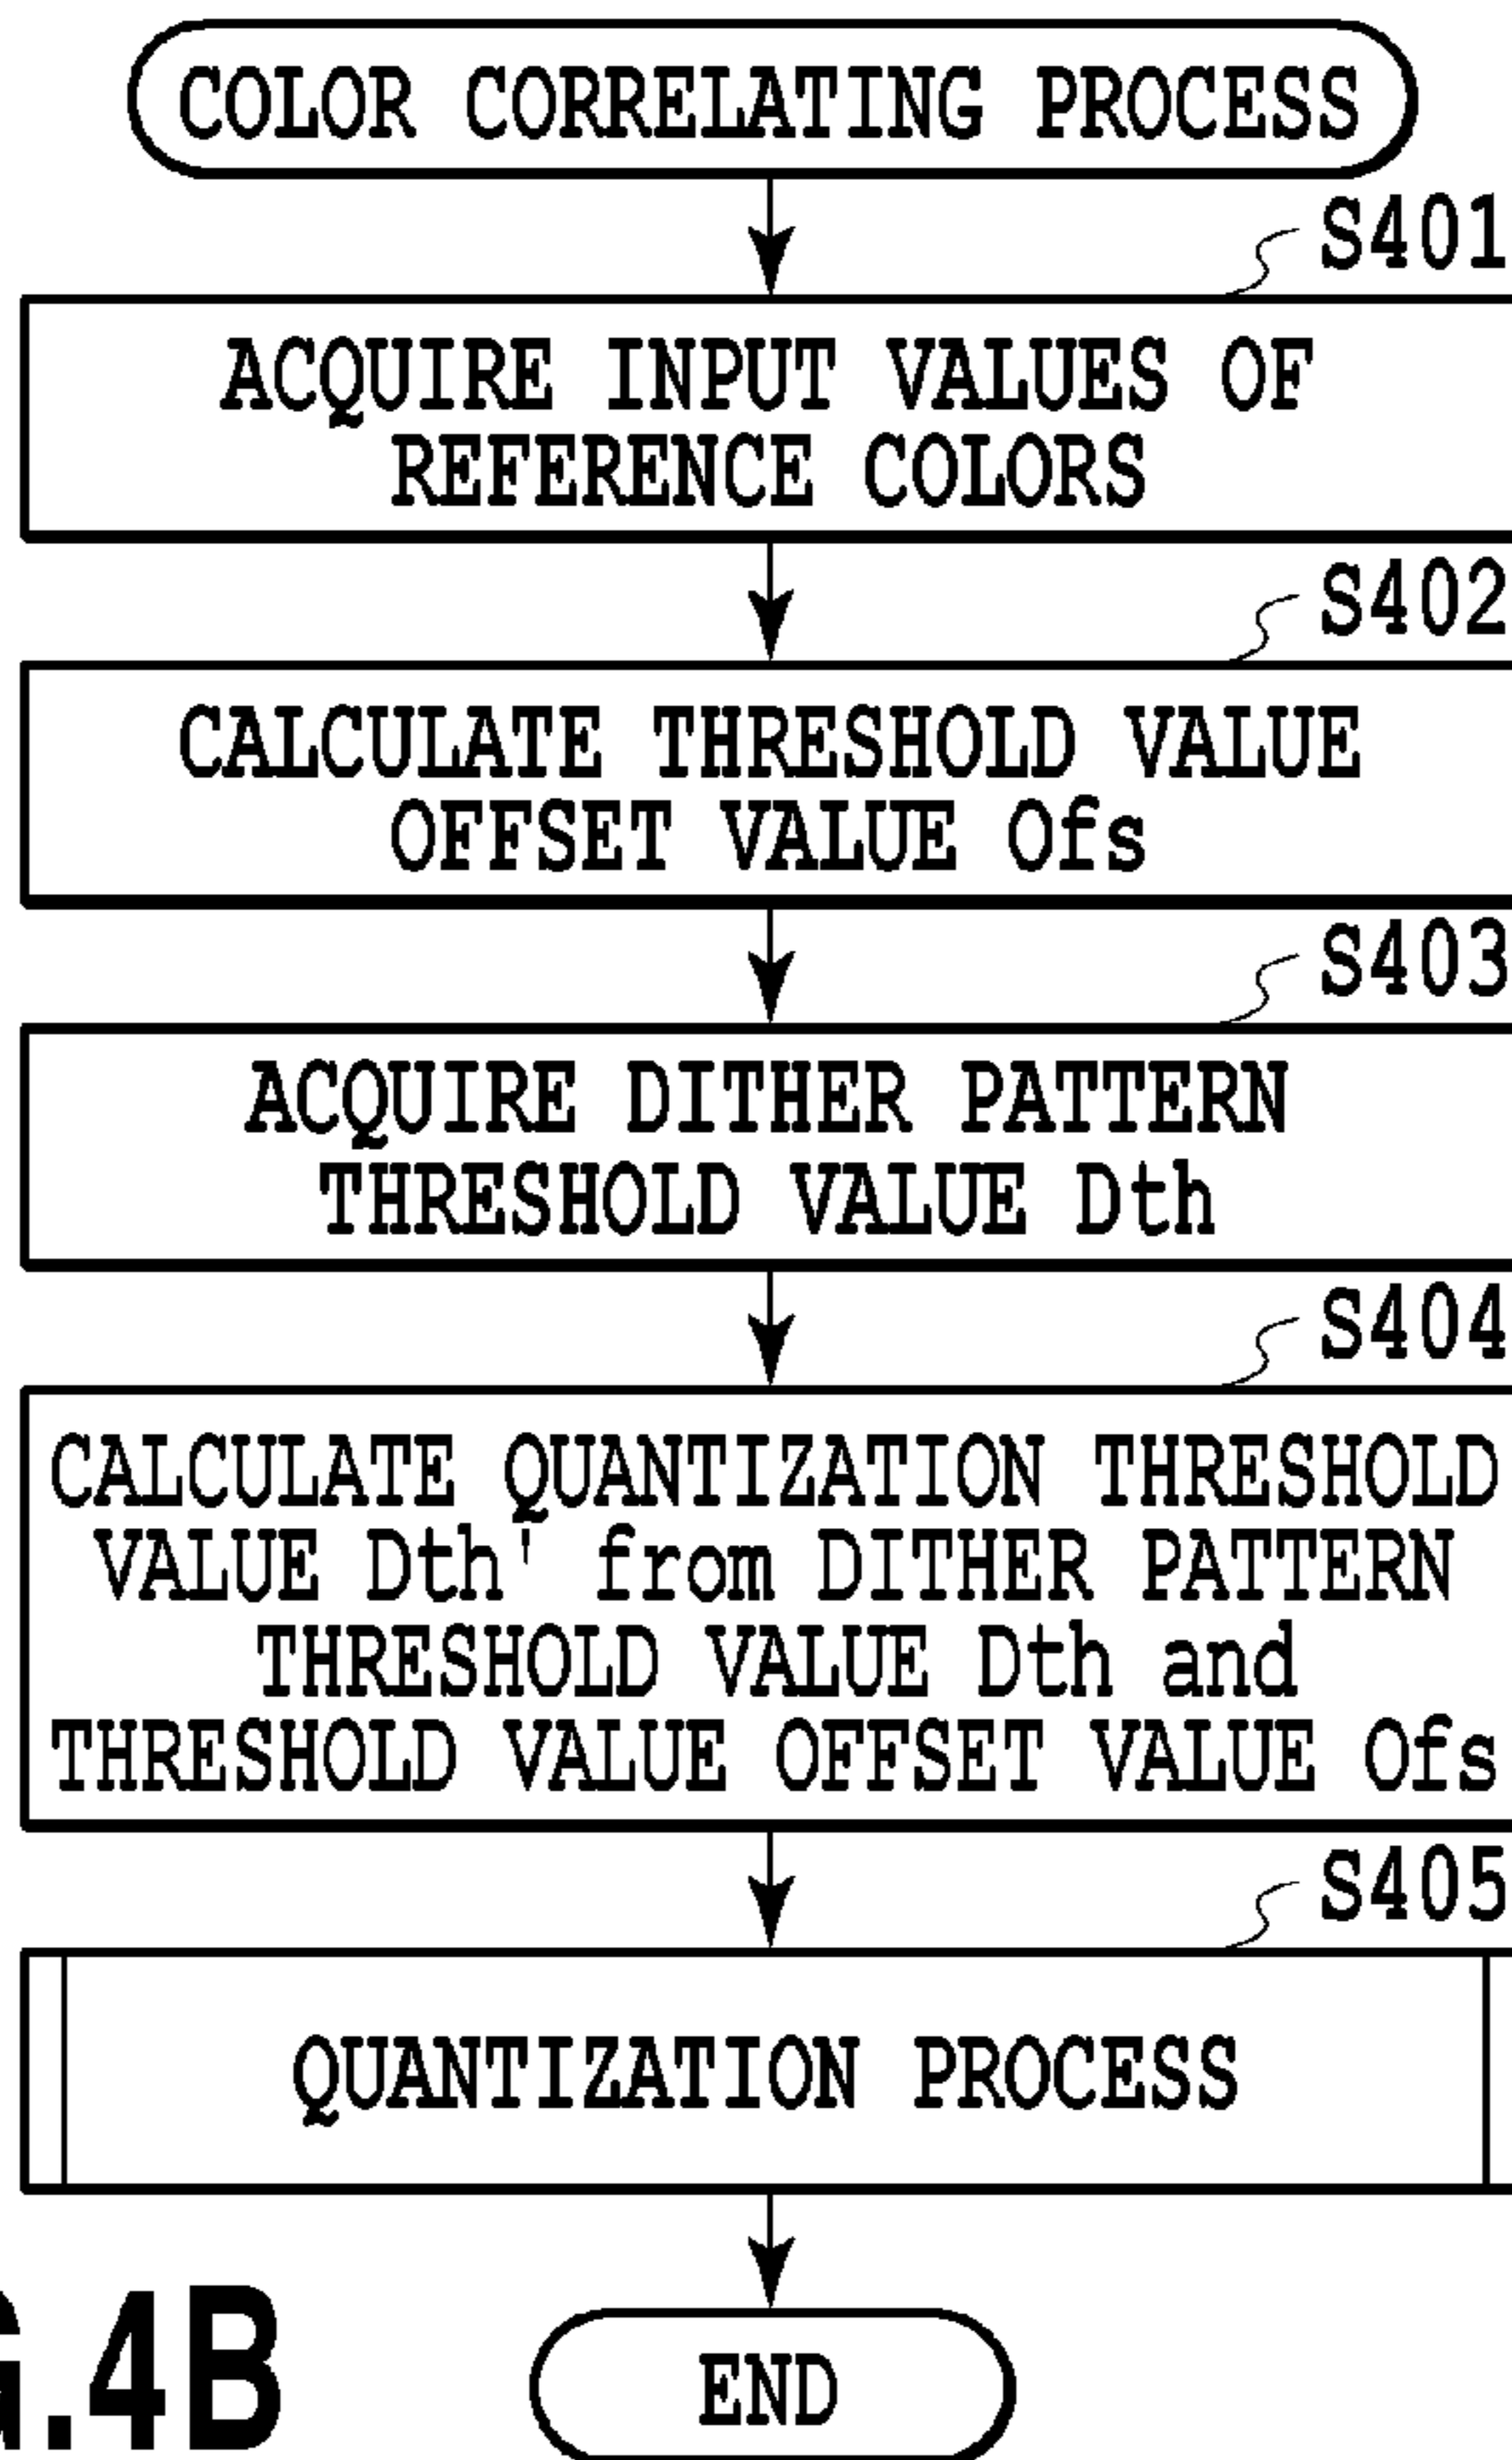 COLOR CORRELATING PROCESS
S401
ACQUIRE INPUT VALUES OF
REFERENCE COLORS
S402
CALCULATE THRESHOLD VALUE
OFFSET VALUE Ofs
S403
ACQUIRE DITHER PATTERN
THRESHOLD VALUE Dth
S404
CALCULATE QUANTIZATION THRESHOLD
VALUE Dth' from DITHER PATTERN
THRESHOLD VALUE Dth and
THRESHOLD VALUE OFFSET VALUE Ofs
S405
QUANTIZATION PROCESS
END
G.4B